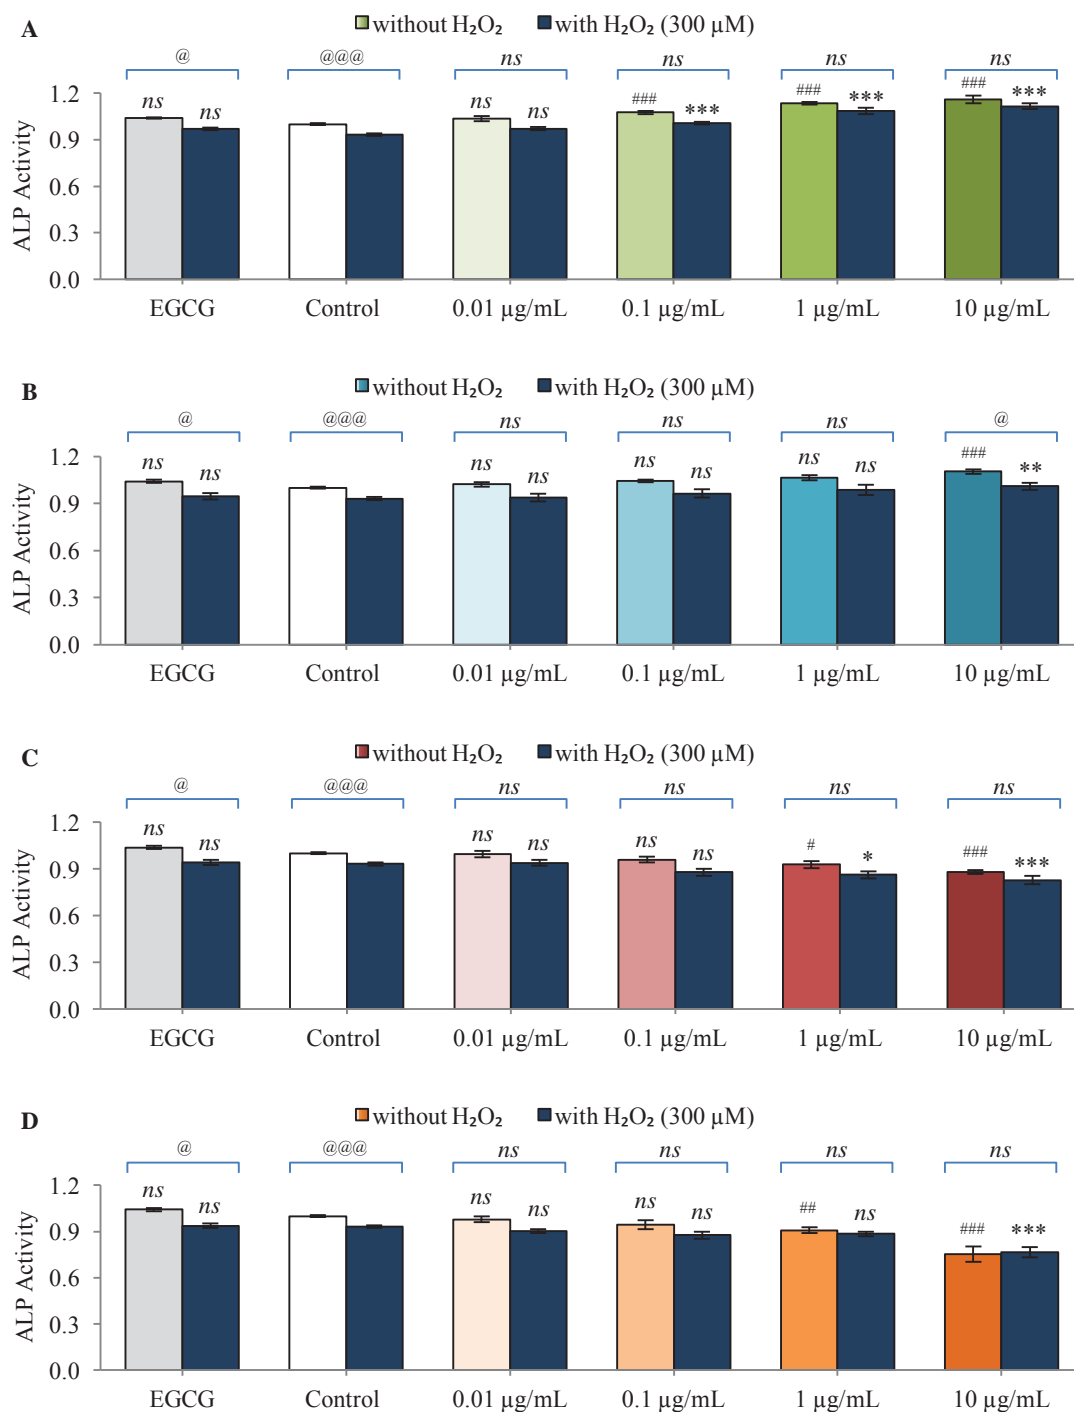 A
without H₂O₂ with H₂O₂ (300 µM)
@ @@@ ns ns ns ns
ns ns ns ns ### *** ### *** ### ***
ALP Activity
1.2
0.9
0.6
0.3
0.0
EGCG Control 0.01 µg/mL 0.1 µg/mL 1 µg/mL 10 µg/mL
B
without H₂O₂ with H₂O₂ (300 µM)
@ @@@ ns ns ns @
ns ns ns ns ns ns ns ns ### **
ALP Activity
1.2
0.9
0.6
0.3
0.0
EGCG Control 0.01 µg/mL 0.1 µg/mL 1 µg/mL 10 µg/mL
C
without H₂O₂ with H₂O₂ (300 µM)
@ @@@ ns ns ns ns
ns ns ns ns ns ns # * ### ***
ALP Activity
1.2
0.9
0.6
0.3
0.0
EGCG Control 0.01 µg/mL 0.1 µg/mL 1 µg/mL 10 µg/mL
D
without H₂O₂ with H₂O₂ (300 µM)
@ @@@ ns ns ns ns
ns ns ns ns ns ns ## ns ### ***
ALP Activity
1.2
0.9
0.6
0.3
0.0
EGCG Control 0.01 µg/mL 0.1 µg/mL 1 µg/mL 10 µg/mL